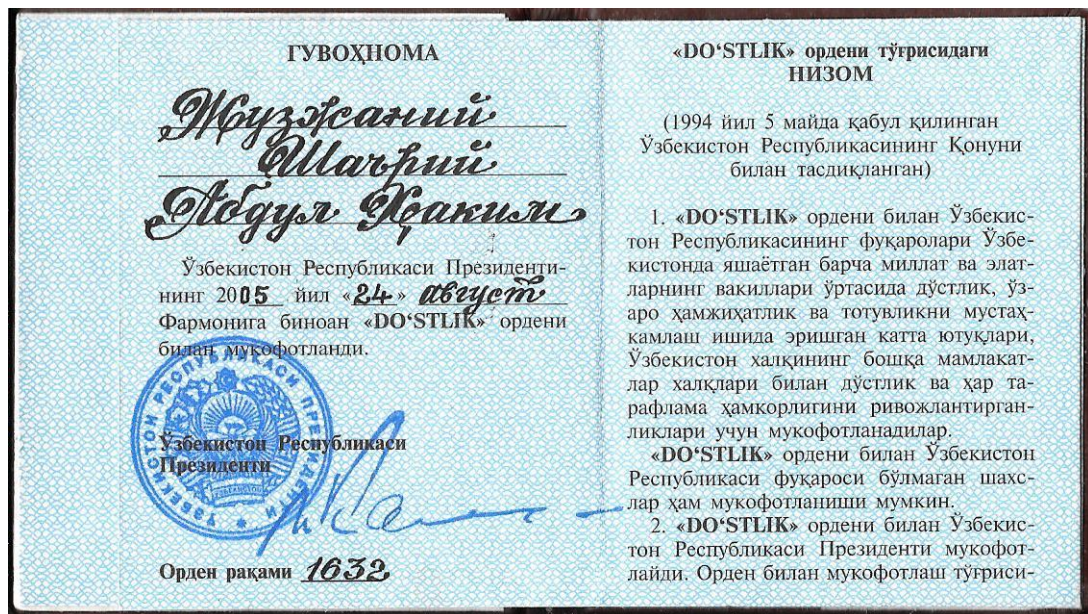 ГУВОҲНОМА
Жузжаний
Шаърий
Абдул Ҳаким
Ўзбекистон Республикаси Президенти-
нинг 2005 йил «24» август
Фармонига биноан «DO‘STLIK» ордени
билан мукофотланди.
ЎЗБЕКИСТОН РЕСПУБЛИКАСИ ПРЕЗИДЕНТИ
Ўзбекистон Республикаси
Президенти
Орден рақами 1632
«DO‘STLIK» ордени тўғрисидаги
НИЗОМ
(1994 йил 5 майда қабул қилинган
Ўзбекистон Республикасининг Қонуни
билан тасдиқланган)
1. «DO‘STLIK» ордени билан Ўзбекис-
тон Республикасининг фуқаролари Ўзбе-
кистонда яшаётган барча миллат ва элат-
ларнинг вакиллари ўртасида дўстлик, ўз-
аро ҳамжиҳатлик ва тотувликни мустаҳ-
камлаш ишида эришган катта ютуқлари,
Ўзбекистон халқининг бошқа мамлакат-
лар халқлари билан дўстлик ва ҳар та-
рафлама ҳамкорлигини ривожлантирган-
ликлари учун мукофотланадилар.
«DO‘STLIK» ордени билан Ўзбекистон
Республикаси фуқароси бўлмаган шахс-
лар ҳам мукофотланиши мумкин.
2. «DO‘STLIK» ордени билан Ўзбекис-
тон Республикаси Президенти мукофот-
лайди. Орден билан мукофотлаш тўғриси-